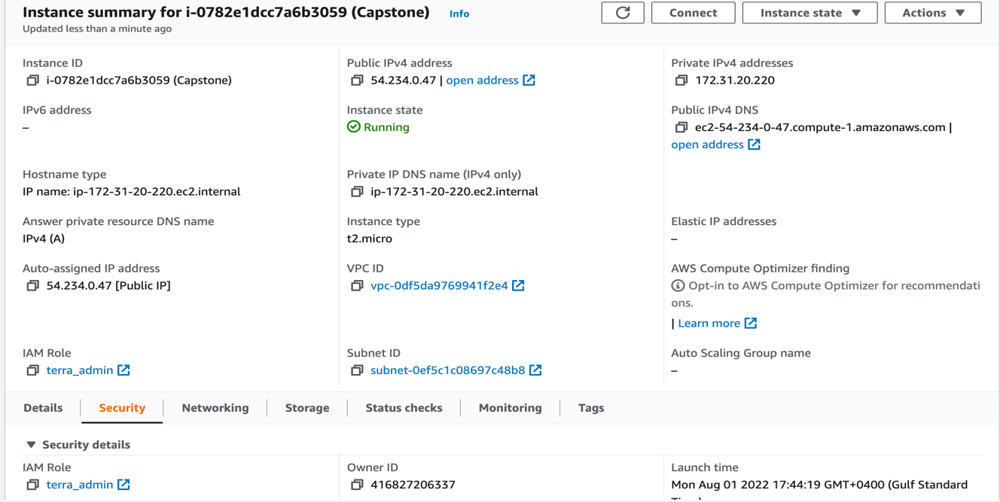 Instance summary for i-0782e1dcc7a6b3059 (Capstone) Info
Updated less than a minute ago
Connect
Instance state
Actions
Instance ID
i-0782e1dcc7a6b3059 (Capstone)
Public IPv4 address
54.234.0.47 | open address
Private IPv4 addresses
172.31.20.220
IPv6 address
–
Instance state
Running
Public IPv4 DNS
ec2-54-234-0-47.compute-1.amazonaws.com |
open address
Hostname type
IP name: ip-172-31-20-220.ec2.internal
Private IP DNS name (IPv4 only)
ip-172-31-20-220.ec2.internal
Answer private resource DNS name
IPv4 (A)
Instance type
t2.micro
Elastic IP addresses
–
Auto-assigned IP address
54.234.0.47 [Public IP]
VPC ID
vpc-0df5da9769941f2e4
AWS Compute Optimizer finding
Opt-in to AWS Compute Optimizer for recommendati
ons.
| Learn more
IAM Role
terra_admin
Subnet ID
subnet-0ef5c1c08697c48b8
Auto Scaling Group name
–
Details
Security
Networking
Storage
Status checks
Monitoring
Tags
Security details
IAM Role
terra_admin
Owner ID
416827206337
Launch time
Mon Aug 01 2022 17:44:19 GMT+0400 (Gulf Standard